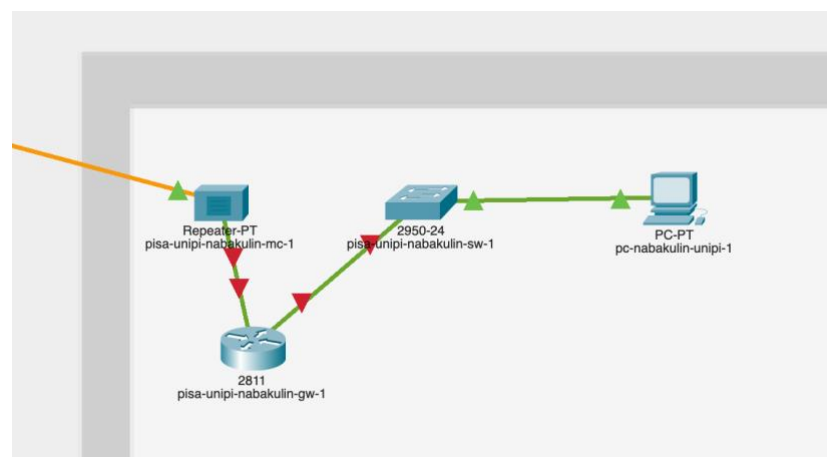 Repeater-PT
pisa-unipi-nabakulin-mc-1
2950-24
pisa-unipi-nabakulin-sw-1
PC-PT
pc-nabakulin-unipi-1
2811
pisa-unipi-nabakulin-gw-1